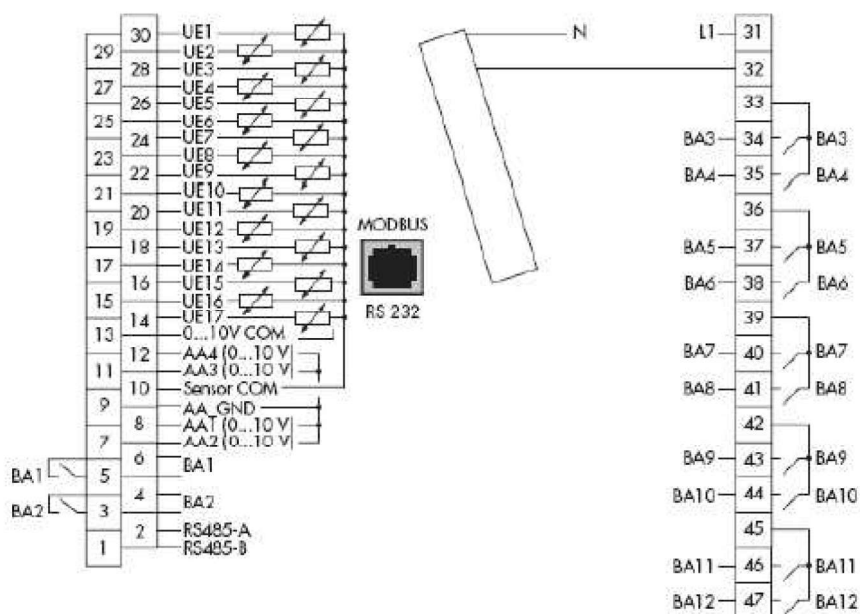 30 UE1
29 UE2
28 UE3
27 UE4
26 UE5
25 UE6
24 UE7
23 UE8
22 UE9
21 UE10
20 UE11
19 UE12
18 UE13
17 UE14
16 UE15
15 UE16
14 UE17
13 0...10V COM
12 AA4 (0...10 V)
11 AA3 (0...10 V)
10 Sensor COM
9 AA_GND
8 AA1 (0...10 V)
7 AA2 (0...10 V)
6 BA1
BA1 5
4 BA2
BA2 3
2 RS485-A
1 RS485-B
MODBUS
RS 232
N
L1 31
32
33
BA3 34 BA3
BA4 35 BA4
36
BA5 37 BA5
BA6 38 BA6
39
BA7 40 BA7
BA8 41 BA8
42
BA9 43 BA9
BA10 44 BA10
45
BA11 46 BA11
BA12 47 BA12